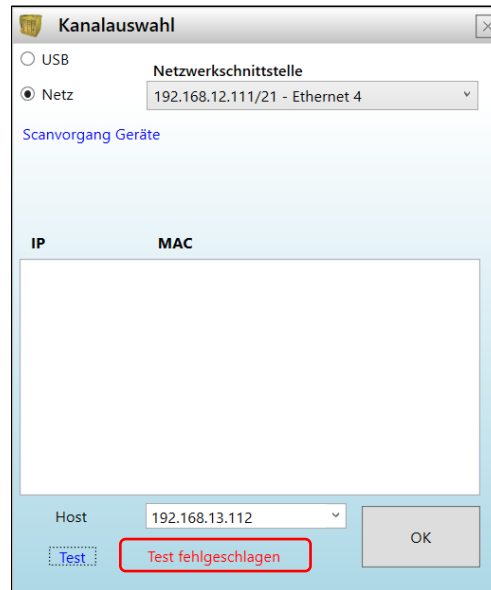 Kanalauswahl
USB
Netzwerkschnittstelle
Netz
192.168.12.111/21 - Ethernet 4
Scanvorgang Geräte
IP MAC
Host 192.168.13.112
OK
Test Test fehlgeschlagen